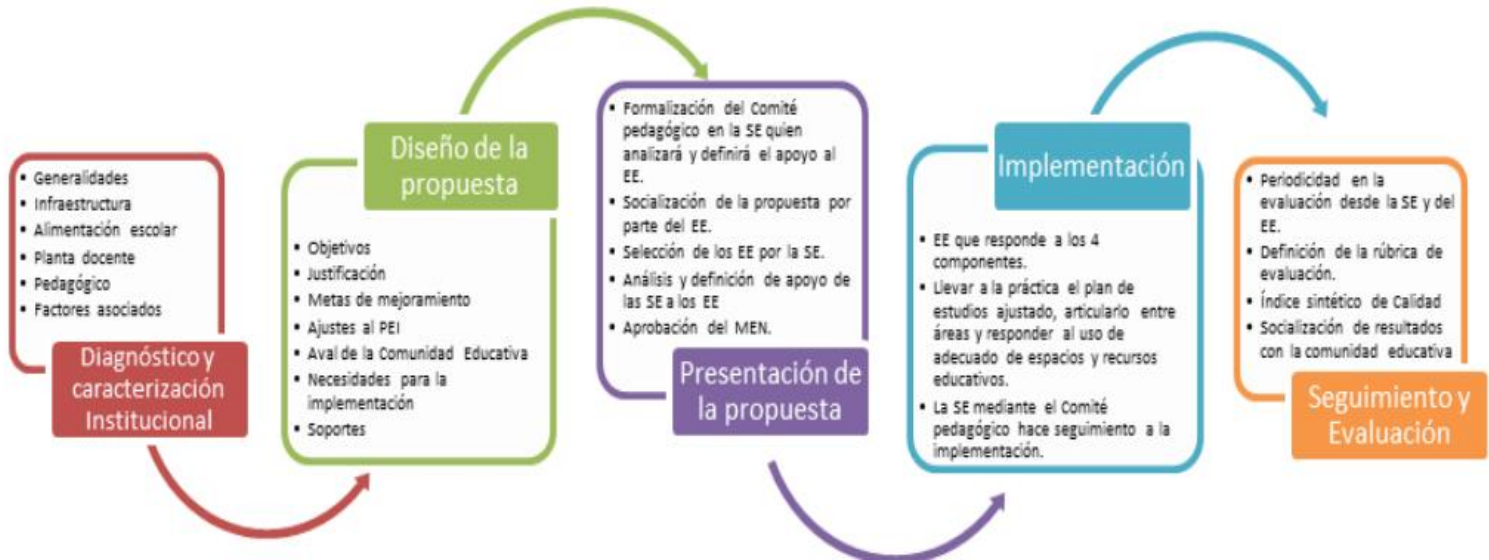 • Generalidades
• Infraestructura
• Alimentación escolar
• Planta docente
• Pedagógico
• Factores asociados
Diagnóstico y
caracterización
Institucional
Diseño de la
propuesta
• Objetivos
• Justificación
• Metas de mejoramiento
• Ajustes al PEI
• Aval de la Comunidad Educativa
• Necesidades para la
implementación
• Soportes
• Formalización del Comité
pedagógico en la SE quien
analizará y definirá el apoyo al
EE.
• Socialización de la propuesta por
parte del EE.
• Selección de los EE por la SE.
• Análisis y definición de apoyo de
las SE a los EE
• Aprobación del MEN.
Presentación de
la propuesta
Implementación
• EE que responde a los 4
componentes.
• Llevar a la práctica el plan de
estudios ajustado, articularlo entre
áreas y responder al uso de
adecuado de espacios y recursos
educativos.
• La SE mediante el Comité
pedagógico hace seguimiento a la
implementación.
• Periodicidad en la
evaluación desde la SE y del
EE.
• Definición de la rúbrica de
evaluación.
• Índice sintético de Calidad
• Socialización de resultados
con la comunidad educativa
Seguimiento y
Evaluación